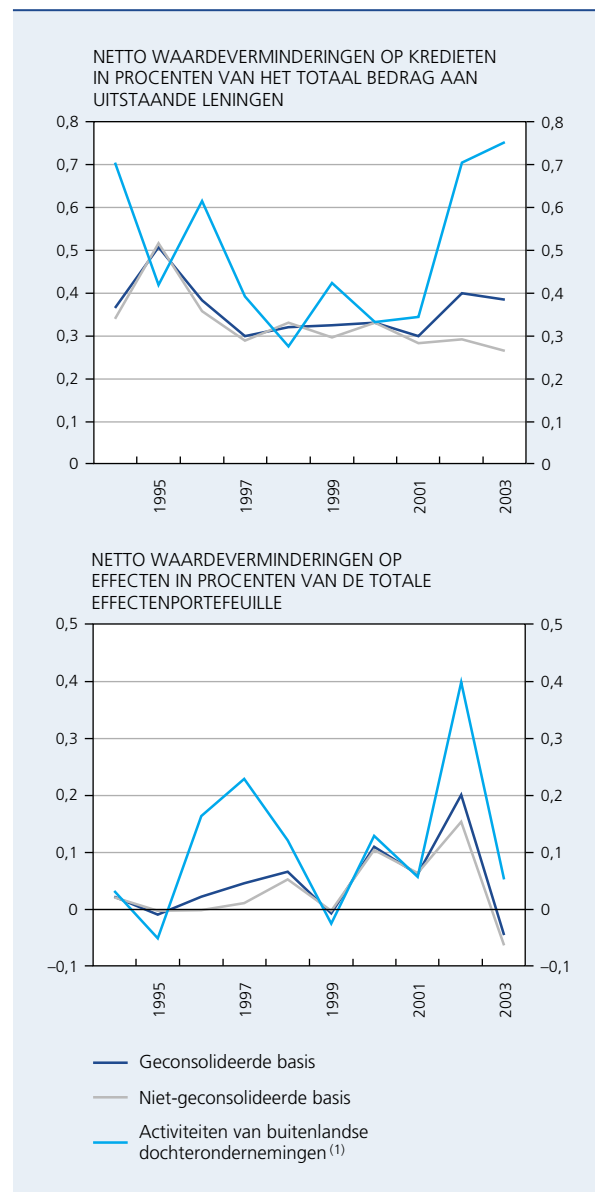 NETTO WAARDEVERMINDERINGEN OP KREDIETEN
IN PROCENTEN VAN HET TOTAAL BEDRAG AAN
UITSTAANDE LENINGEN
0,8 0,8
0,7 0,7
0,6 0,6
0,5 0,5
0,4 0,4
0,3 0,3
0,2 0,2
0,1 0,1
0 0
1995 1997 1999 2001 2003
NETTO WAARDEVERMINDERINGEN OP
EFFECTEN IN PROCENTEN VAN DE TOTALE
EFFECTENPORTEFEUILLE
0,5 0,5
0,4 0,4
0,3 0,3
0,2 0,2
0,1 0,1
0 0
–0,1 –0,1
1995 1997 1999 2001 2003
Geconsolideerde basis
Niet-geconsolideerde basis
Activiteiten van buitenlandse
dochterondernemingen (1)